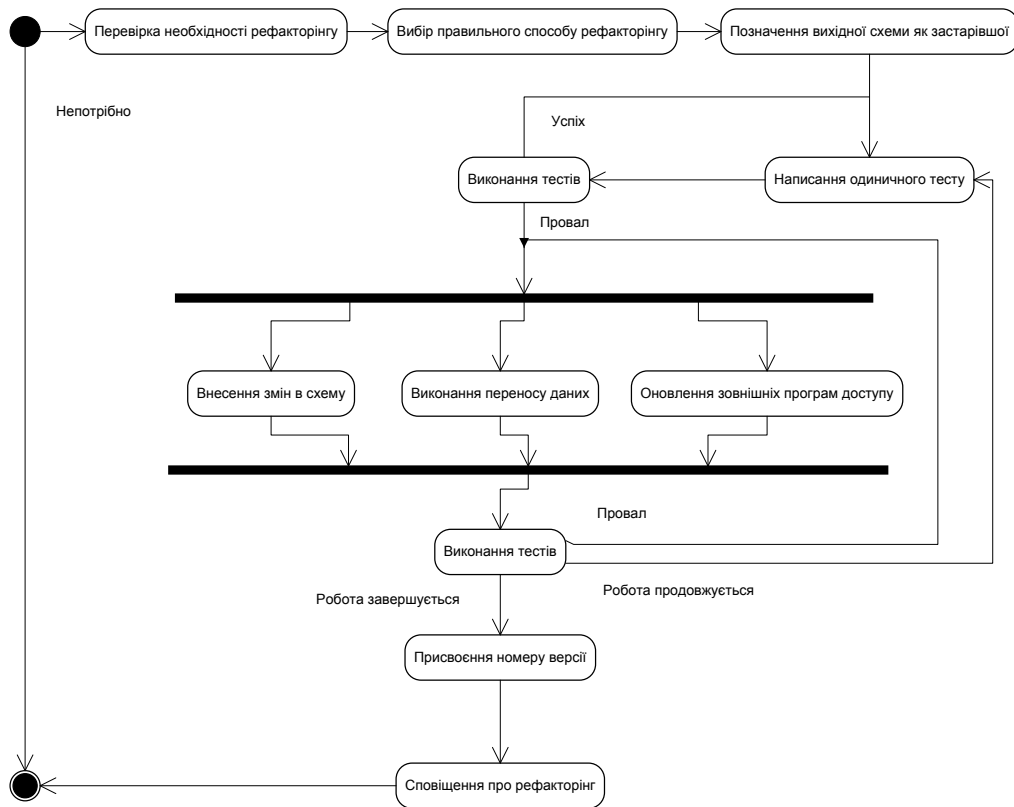 Перевірка необхідності рефакторінгу
Вибір правильного способу рефакторінгу
Позначення вихідної схеми як застарівшої
Непотрібно
Успіх
Виконання тестів
Написання одиничного тесту
Провал
Внесення змін в схему
Виконання переносу даних
Оновлення зовнішніх програм доступу
Провал
Виконання тестів
Робота завершується
Робота продовжується
Присвоєння номеру версії
Сповіщення про рефакторінг